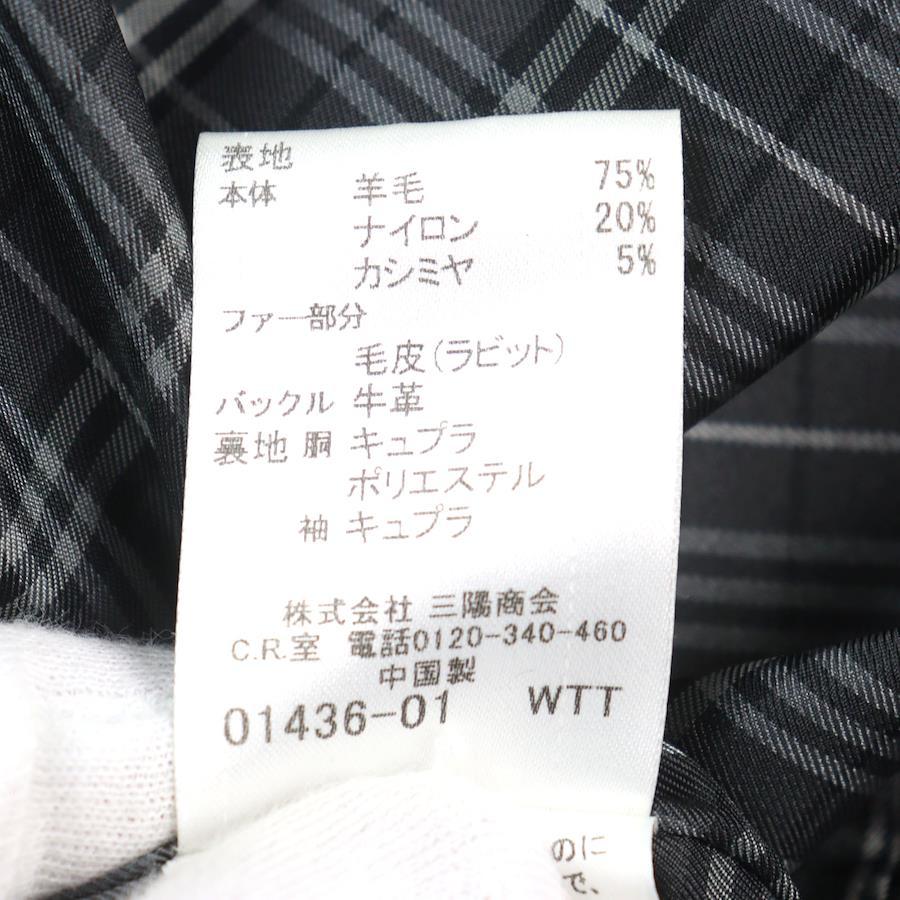 表地
本体 羊毛 75%
ナイロン 20%
カシミヤ 5%
ファー部分
毛皮(ラビット)
バックル 牛革
裏地 胴 キュプラ
ポリエステル
袖 キュプラ
株式会社 三陽商会
C.R.室 電話0120-340-460
中国製
01436-01 WTT
のに
で、